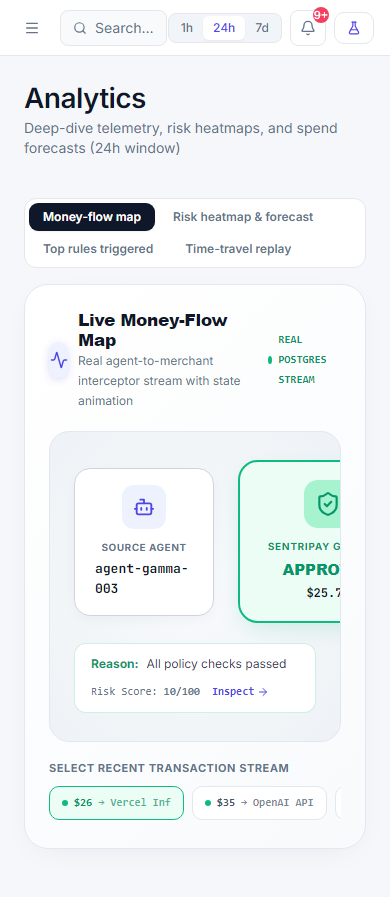 Search...
1h 24h 7d
9+
Analytics
Deep-dive telemetry, risk heatmaps, and spend
forecasts (24h window)
Money-flow map Risk heatmap & forecast
Top rules triggered Time-travel replay
Live Money-Flow
Map
Real agent-to-merchant
interceptor stream with state
animation
REAL
POSTGRES
STREAM
SOURCE AGENT
agent-gamma-
003
SENTRIPAY G
APPRO
$25.7
Reason: All policy checks passed
Risk Score: 10/100 Inspect →
SELECT RECENT TRANSACTION STREAM
$26 → Vercel Inf
$35 → OpenAI API